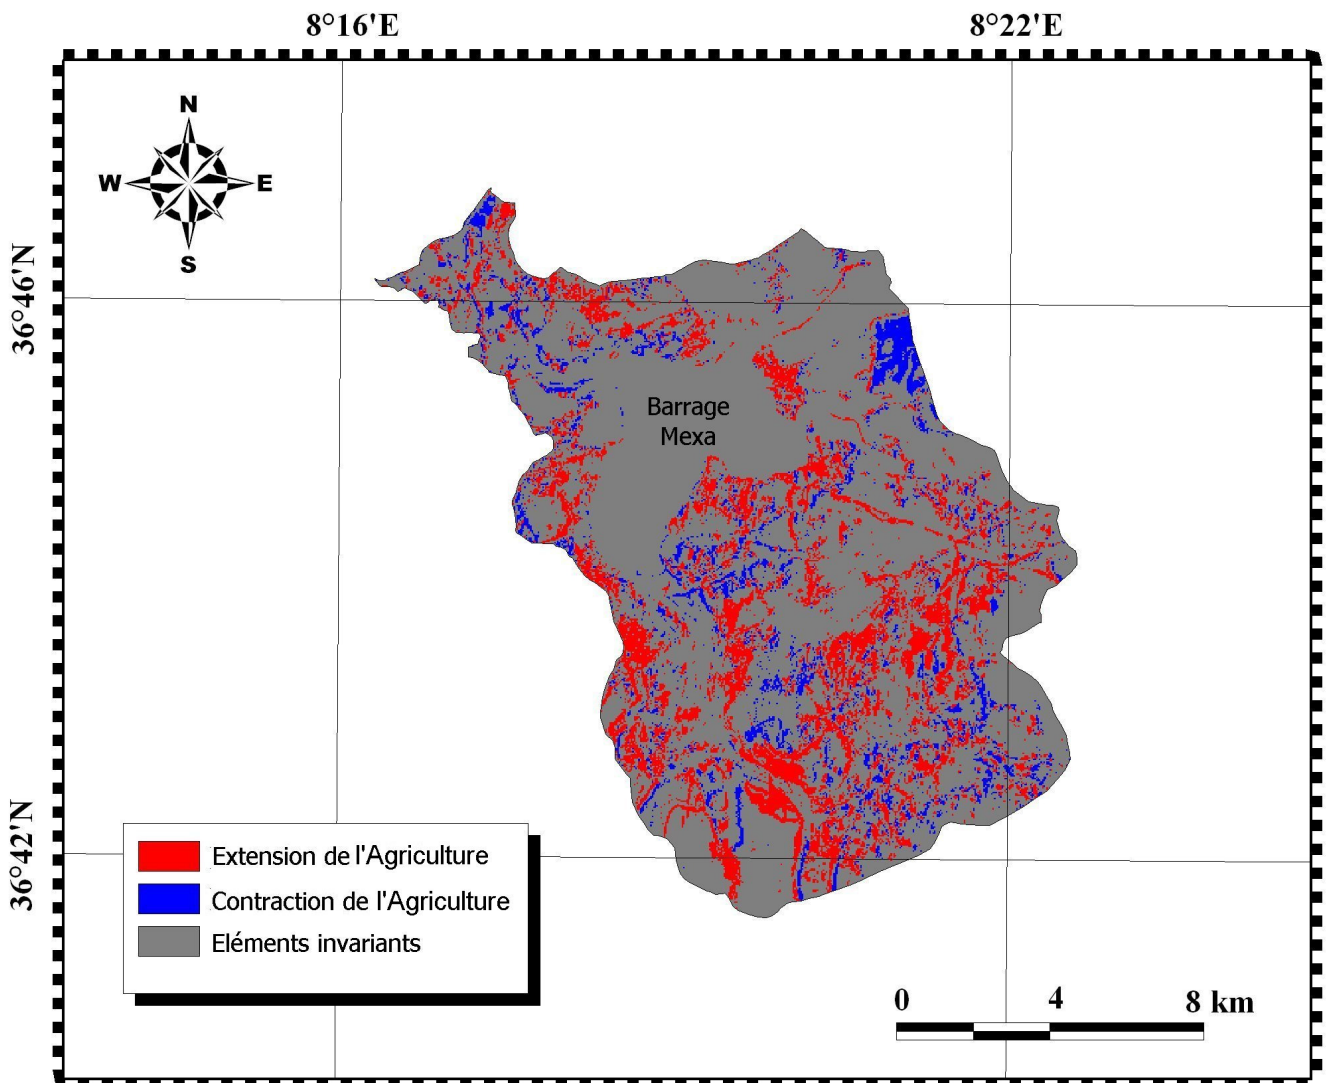 8°16'E
8°22'E
N
W
E
S
36°46'N
Barrage
Mexa
36°42'N
Extension de l'Agriculture
Contraction de l'Agriculture
Eléments invariants
0
4
8 km